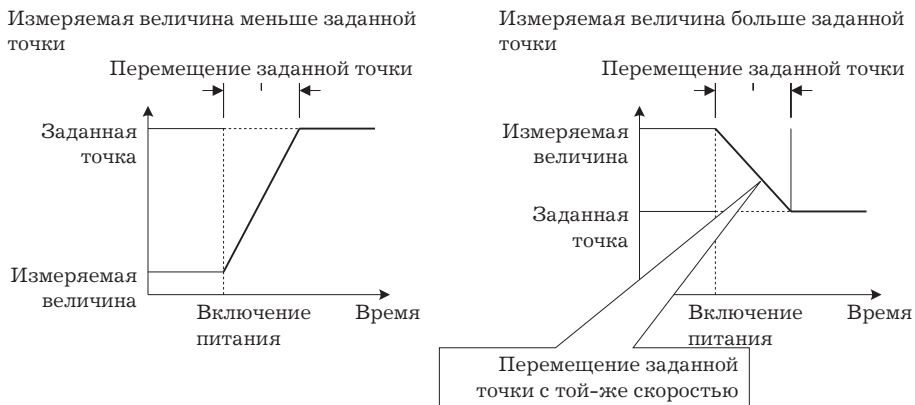 Измеряемая величина меньше заданной
точки
Перемещение заданной точки
Заданная
точка
Измеряемая
величина
Включение
питания
Время
Измеряемая величина больше заданной
точки
Перемещение заданной точки
Измеряемая
величина
Заданная
точка
Включение
питания
Время
Перемещение заданной
точки с той-же скоростью